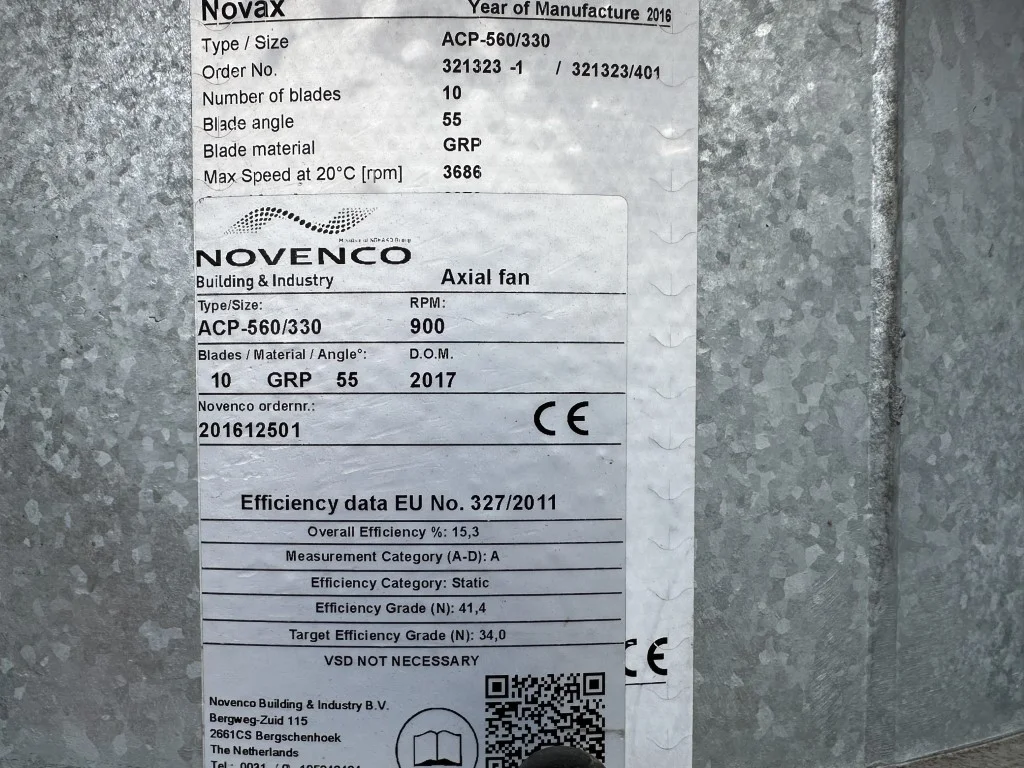 Novax Year of Manufacture 2016
Type / Size ACP-560/330
Order No. 321323 -1 / 321323/401
Number of blades 10
Blade angle 55
Blade material GRP
Max Speed at 20°C [rpm] 3686
NOVENCO
Building & Industry Axial fan
Type/Size: RPM:
ACP-560/330 900
Blades / Material / Angle°: D.O.M.
10 GRP 55 2017
Novenco ordernr.:
201612501
CE
Efficiency data EU No. 327/2011
Overall Efficiency %: 15,3
Measurement Category (A-D): A
Efficiency Category: Static
Efficiency Grade (N): 41,4
Target Efficiency Grade (N): 34,0
VSD NOT NECESSARY
CE
Novenco Building & Industry B.V.
Bergweg-Zuid 115
2661CS Bergschenhoek
The Netherlands
Tel.: 0031